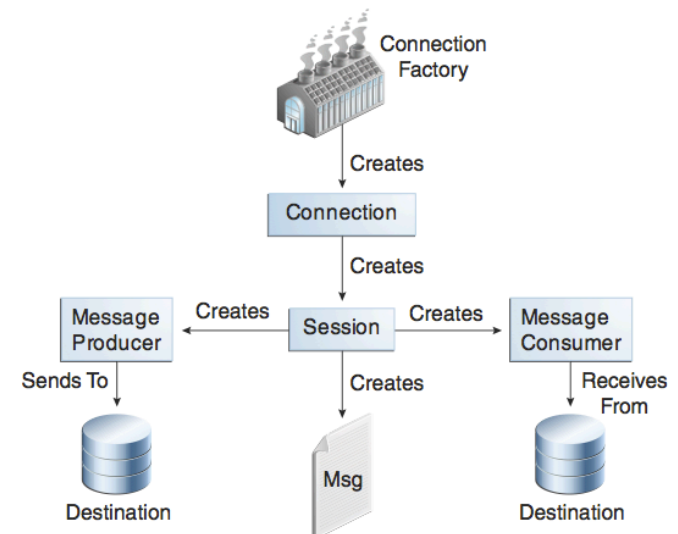 Connection
Factory
Creates
Connection
Creates
Message
Producer
Creates
Session
Creates
Message
Consumer
Sends To
Creates
Receives
From
Msg
Destination
Destination